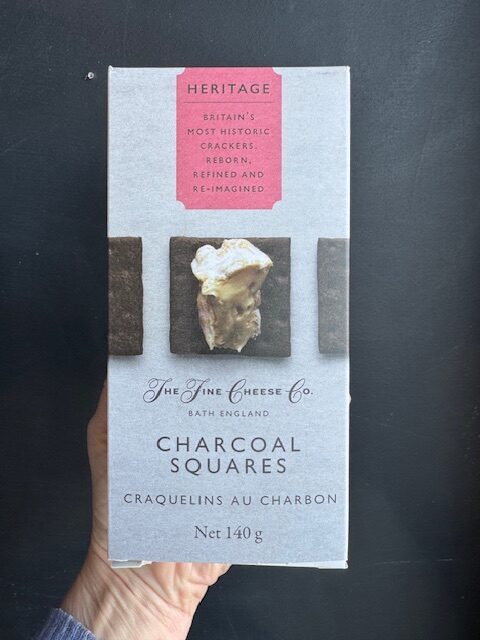 HERITAGE
BRITAIN'S
MOST HISTORIC
CRACKERS.
REBORN,
REFINED AND
RE-IMAGINED
The Fine Cheese Co.
BATH ENGLAND
CHARCOAL
SQUARES
CRAQUELINS AU CHARBON
Net 140 g